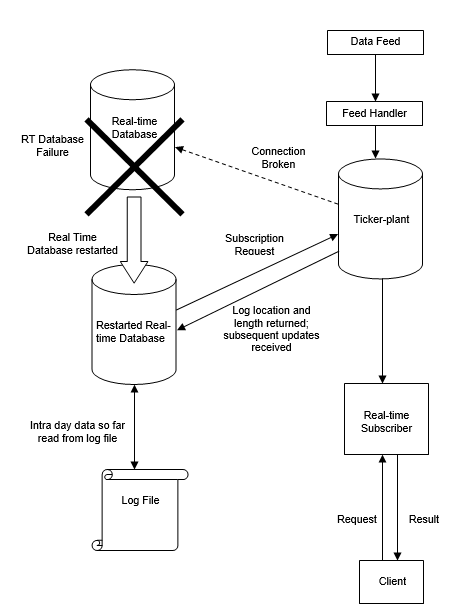 Data Feed
Feed Handler
Real-time
Database
RT Database
Failure
Connection
Broken
Ticker-plant
Real Time
Database restarted
Subscription
Request
Restarted Real-
time Database
Log location and
length returned;
subsequent updates
received
Intra day data so far
read from log file
Real-time
Subscriber
Log File
Request
Result
Client